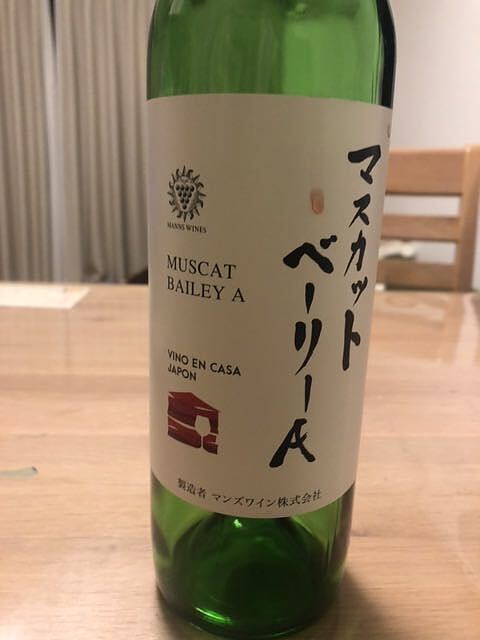 マスカット
ベーリーA
MANNS WINES
MUSCAT
BAILEY A
VINO EN CASA
JAPON
製造者 マンズワイン株式会社